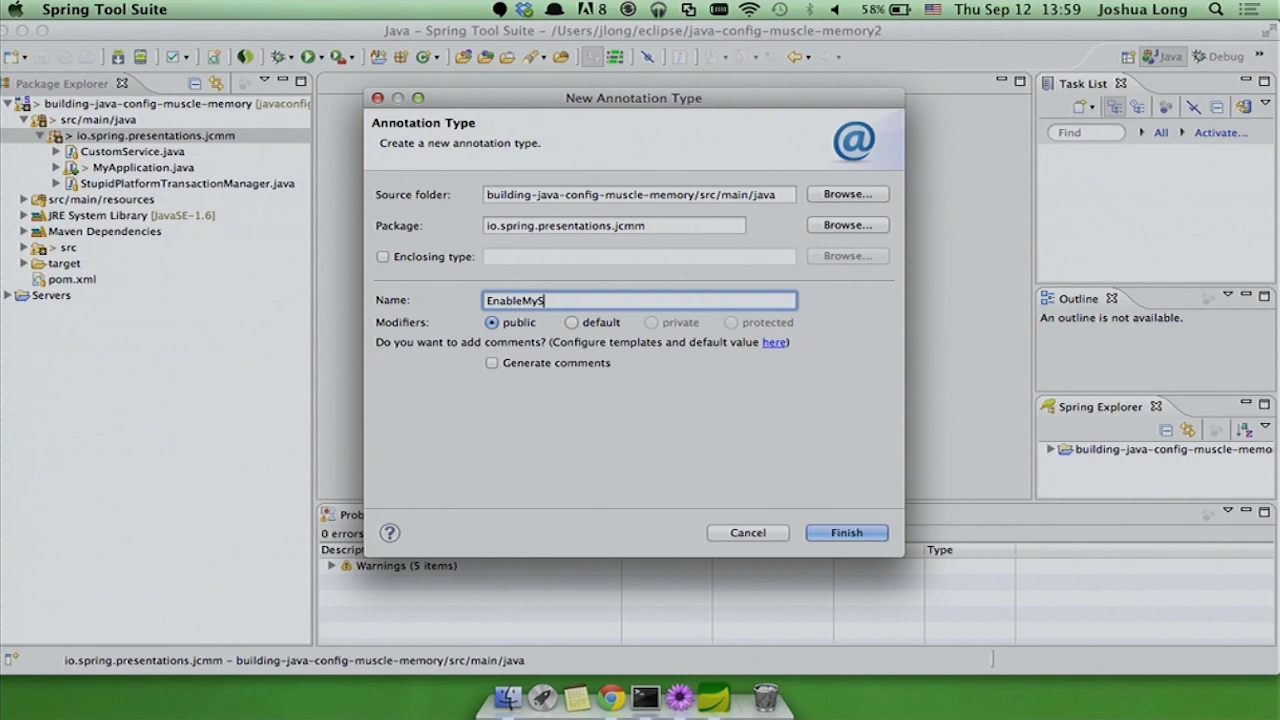 Spring Tool Suite
8
58%
Thu Sep 12 13:59
Joshua Long
Java – Spring Tool Suite – /Users/jlong/eclipse/java-config-muscle-memory2
Java
Debug
Package Explorer
> building-java-config-muscle-memory [javaconfig
> src/main/java
> io.spring.presentations.jcmm
CustomService.java
> MyApplication.java
StupidPlatformTransactionManager.java
src/main/resources
JRE System Library [JavaSE-1.6]
Maven Dependencies
> src
target
pom.xml
Servers
New Annotation Type
Annotation Type
Create a new annotation type.
@
Source folder:
building-java-config-muscle-memory/src/main/java
Browse...
Package:
io.spring.presentations.jcmm
Browse...
Enclosing type:
Browse...
Name:
EnableMyS
Modifiers:
public
default
private
protected
Do you want to add comments? (Configure templates and default value here)
Generate comments
?
Cancel
Finish
Task List
Find
All
Activate...
Outline
An outline is not available.
Spring Explorer
building-java-config-muscle-memo
Prob
0 errors
Descript
Type
Warnings (5 items)
io.spring.presentations.jcmm – building-java-config-muscle-memory/src/main/java